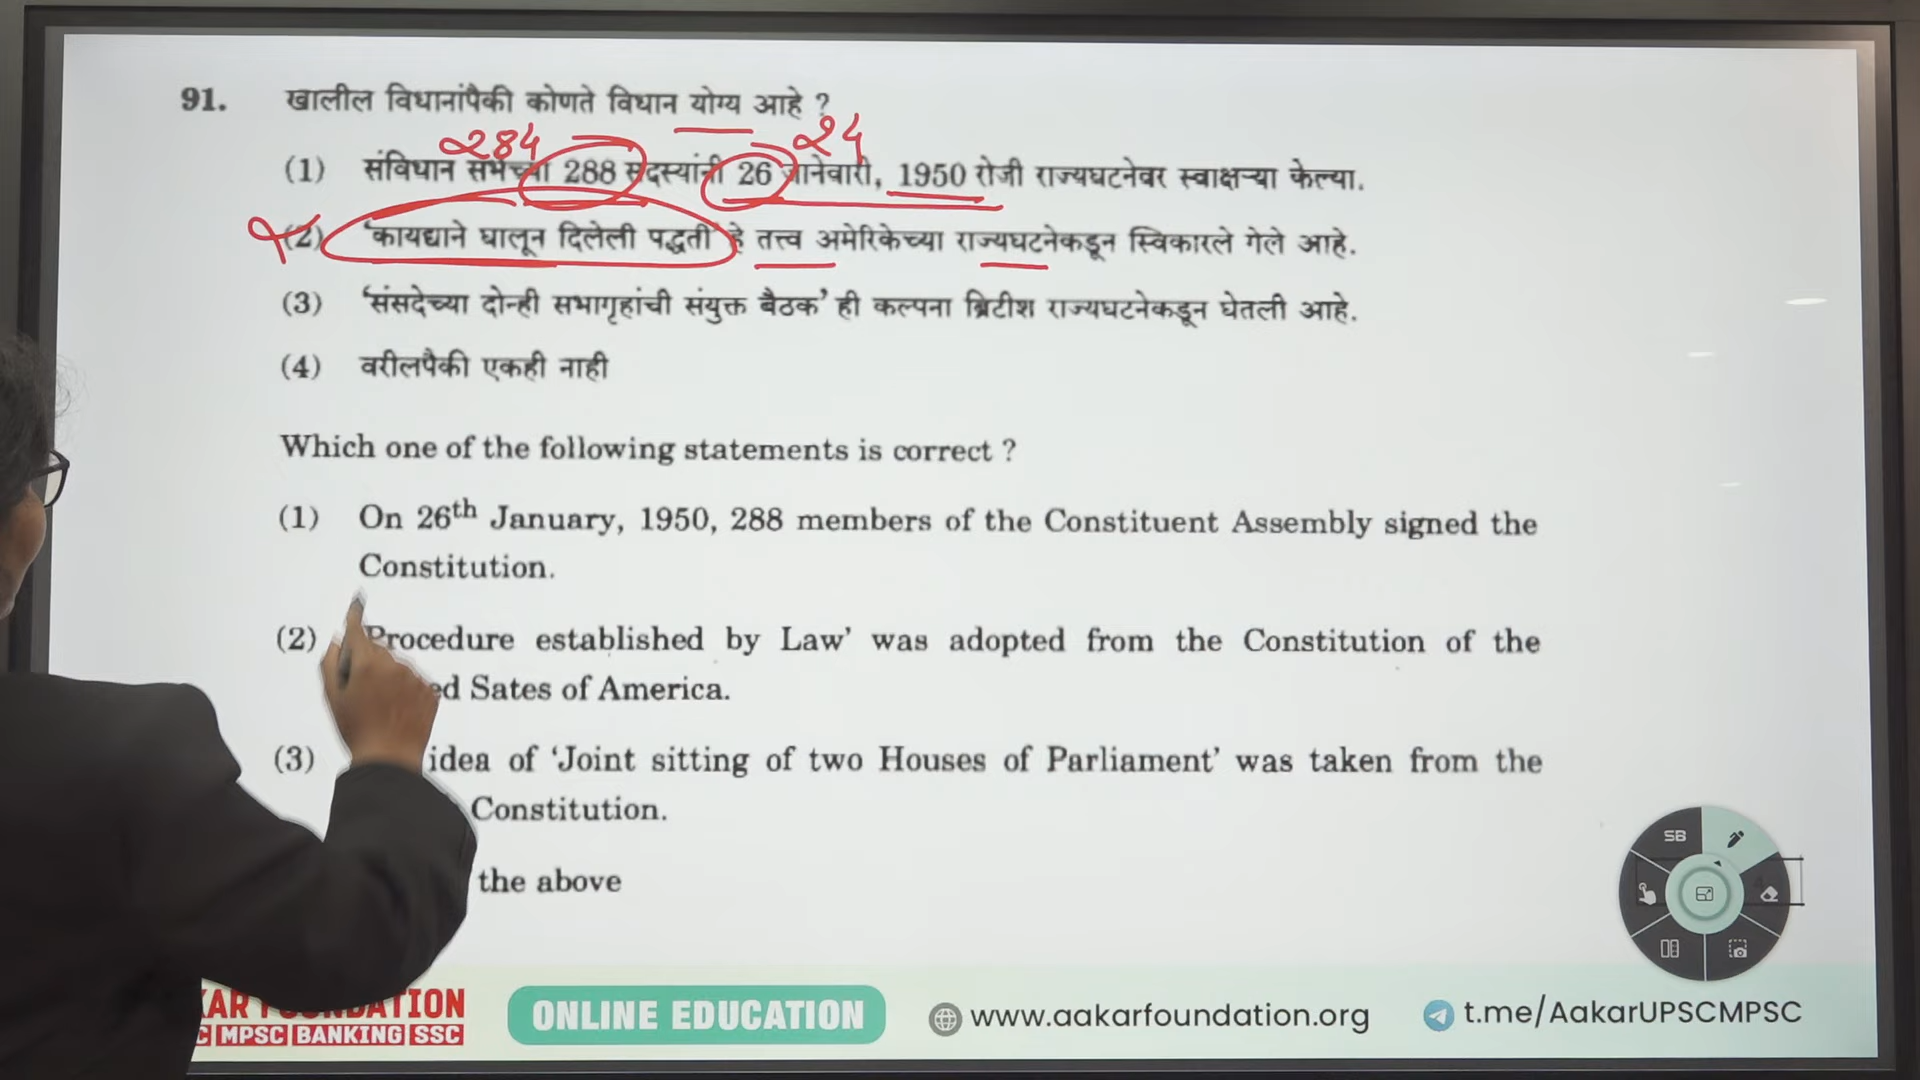 91. खालील विधानांपैकी कोणते विधान योग्य आहे ?
284 24
(1) संविधान सभेच्या 288 सदस्यांनी 26 जानेवारी, 1950 रोजी राज्यघटनेवर स्वाक्षऱ्या केल्या.
(2) 'कायद्याने घालून दिलेली पद्धती हे तत्त्व अमेरिकेच्या राज्यघटनेकडून स्विकारले गेले आहे.
(3) 'संसदेच्या दोन्ही सभागृहांची संयुक्त बैठक' ही कल्पना ब्रिटीश राज्यघटनेकडून घेतली आहे.
(4) वरीलपैकी एकही नाही
Which one of the following statements is correct ?
(1) On 26th January, 1950, 288 members of the Constituent Assembly signed the
Constitution.
(2) Procedure established by Law' was adopted from the Constitution of the
ed Sates of America.
(3) idea of 'Joint sitting of two Houses of Parliament' was taken from the
Constitution.
the above
SB
KAR FOUNDATION
C MPSC BANKING SSC
ONLINE EDUCATION
www.aakarfoundation.org
t.me/AakarUPSCMPSC